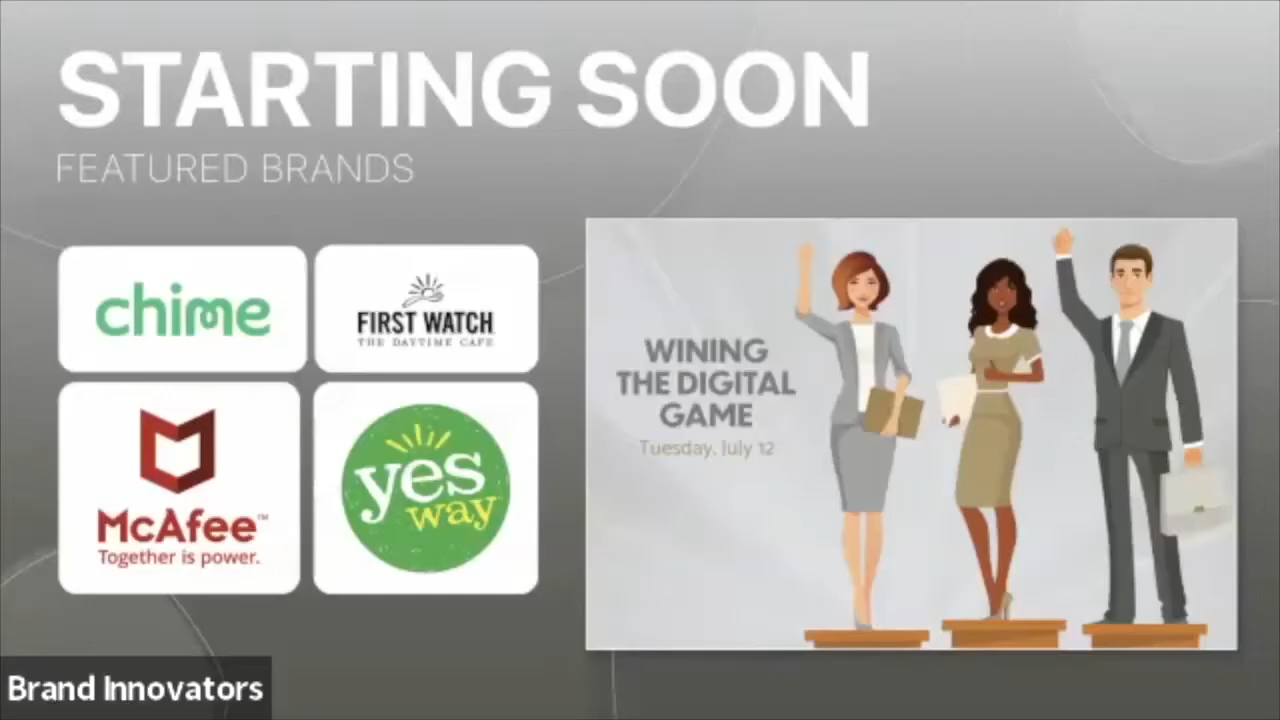 STARTING SOON
FEATURED BRANDS
chime
FIRST WATCH
THE DAYTIME CAFE
McAfee™
Together is power.
yes
way
WINING
THE DIGITAL
GAME
Tuesday, July 12
Brand Innovators